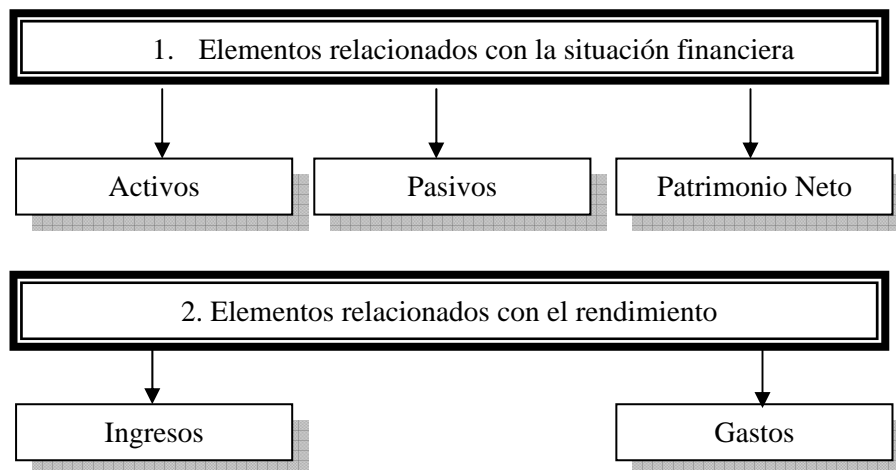 1. Elementos relacionados con la situación financiera
Activos
Pasivos
Patrimonio Neto
2. Elementos relacionados con el rendimiento
Ingresos
Gastos